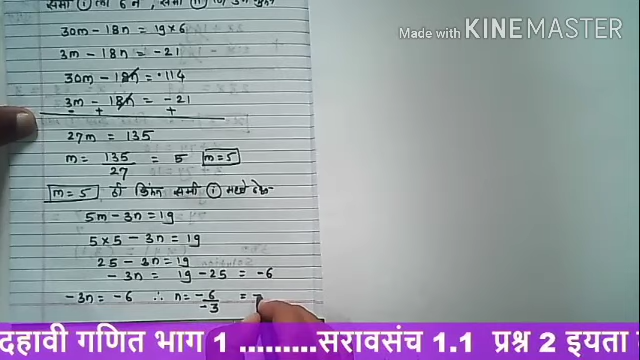 समी ① ला 6 ने, समी
Made with KINEMASTER
30m - 18n = 19×6
3m - 18n = -21
30m - 18n = 114
3m - 18n = -21
- + +
27m = 135
m = 135/27 = 5 m=5
m=5 ही किंमत समी ① मध्ये ठेऊ
5m - 3n = 19
5×5 - 3n = 19
25 - 3n = 19
-3n = 19 - 25 = -6
-3n = -6 ∴ n = -6/-3 =
दहावी गणित भाग 1 .........सरावसंच 1.1 प्रश्न 2 इयता